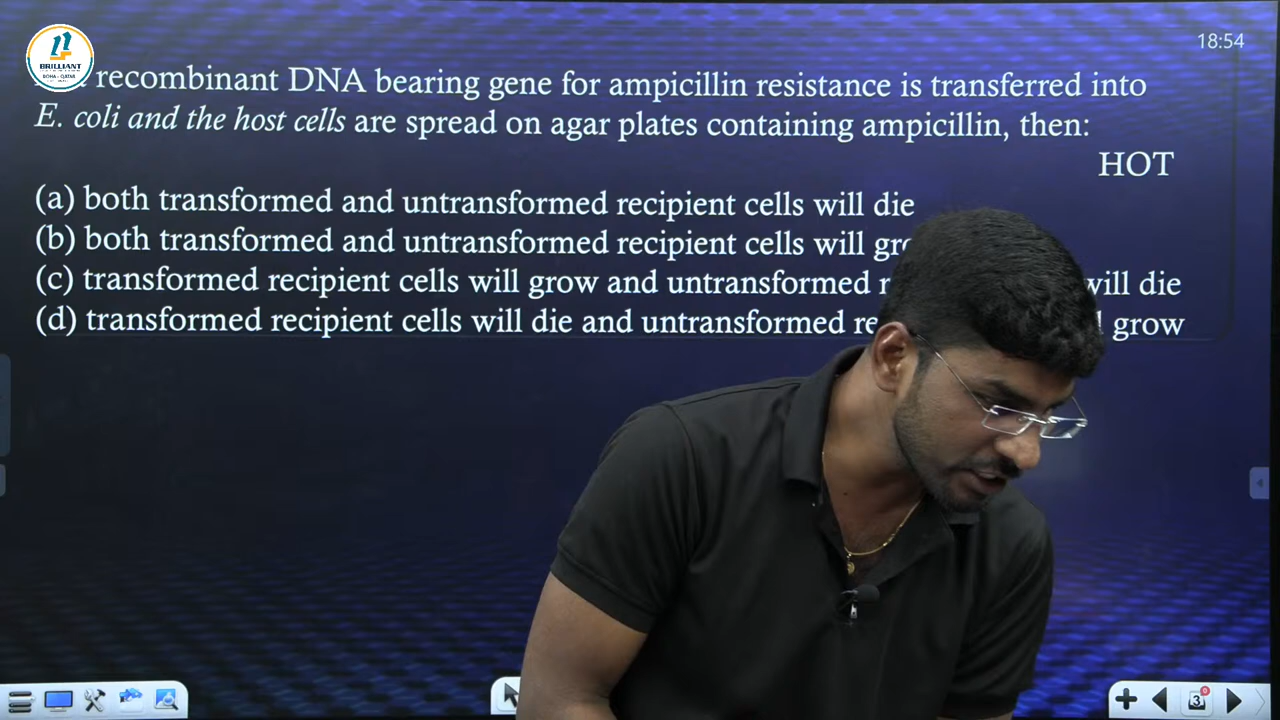 BRILLIANT
DOHA - QATAR
18:54
recombinant DNA bearing gene for ampicillin resistance is transferred into
E. coli and the host cells are spread on agar plates containing ampicillin, then:
HOT
(a) both transformed and untransformed recipient cells will die
(b) both transformed and untransformed recipient cells will
(c) transformed recipient cells will grow and untransformed will die
(d) transformed recipient cells will die and untransformed grow
3